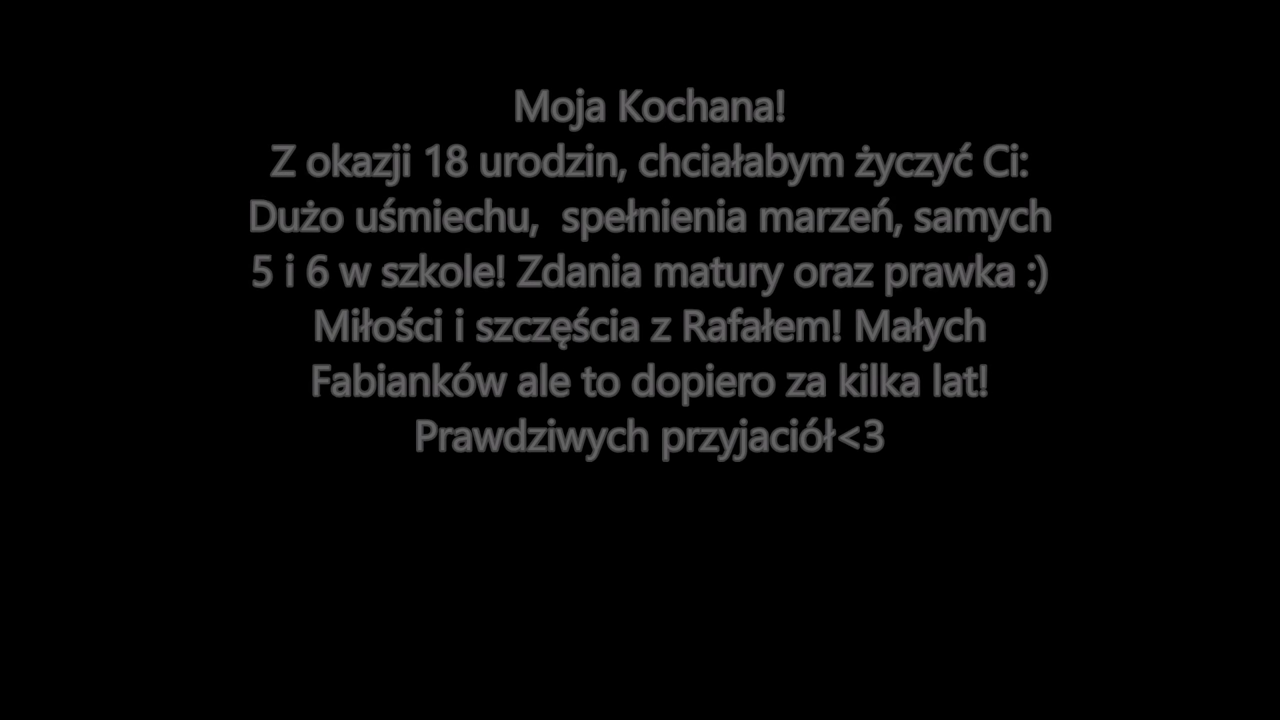 Moja Kochana!
Z okazji 18 urodzin, chciałabym życzyć Ci:
Dużo uśmiechu,  spełnienia marzeń, samych
5 i 6 w szkole! Zdania matury oraz prawka :)
Miłości i szczęścia z Rafałem! Małych
Fabianków ale to dopiero za kilka lat!
Prawdziwych przyjaciół<3